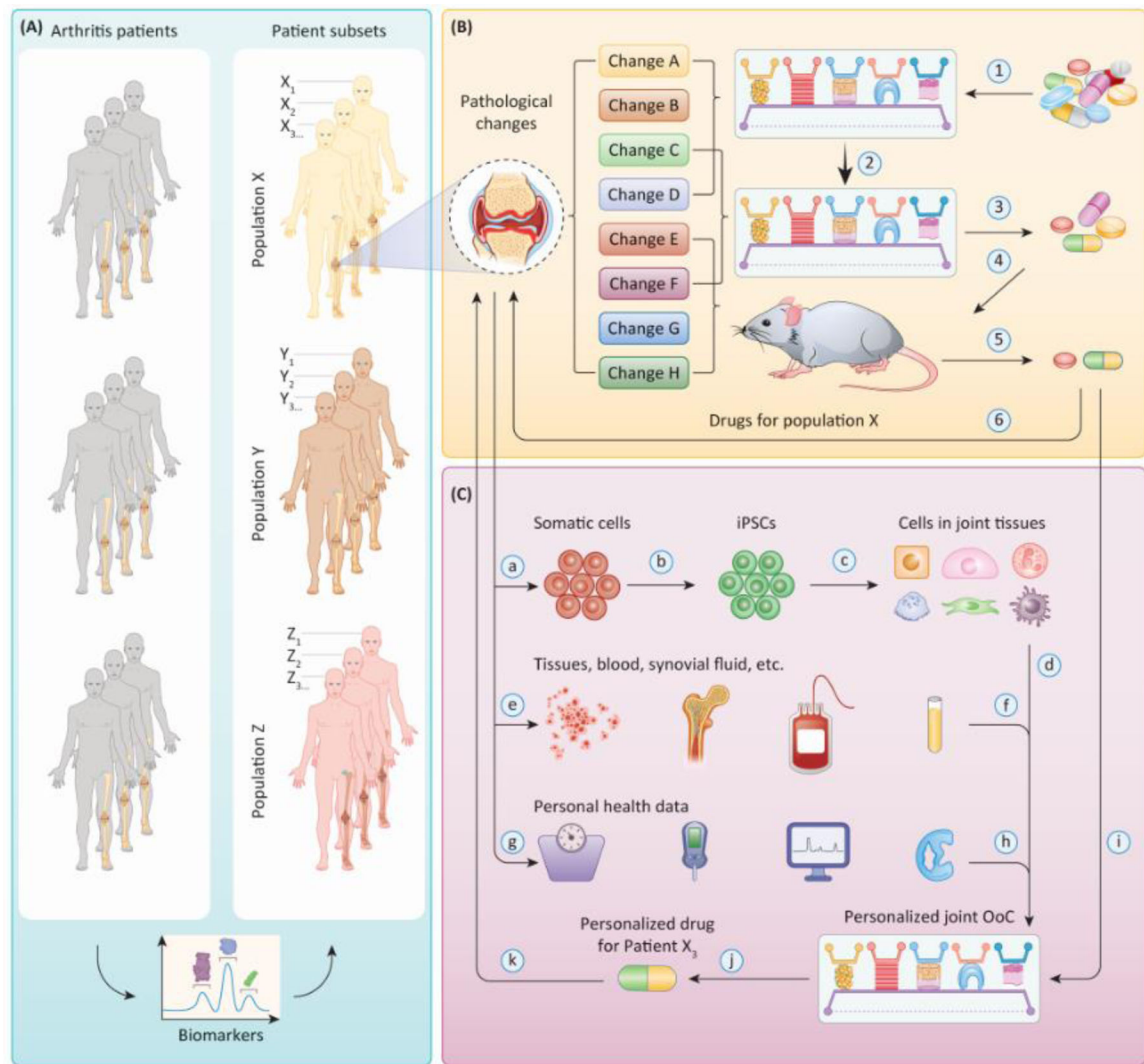 (A)
Arthritis patients
Patient subsets
X1
X2
X3...
Population X
Y1
Y2
Y3...
Population Y
Z1
Z2
Z3...
Population Z
Biomarkers
(B)
Pathological
changes
Change A
Change B
Change C
Change D
Change E
Change F
Change G
Change H
1
2
3
4
5
6
Drugs for population X
(C)
Somatic cells
iPSCs
Cells in joint tissues
a
b
c
d
Tissues, blood, synovial fluid, etc.
e
f
Personal health data
g
h
i
Personalized joint OoC
Personalized drug
for Patient X3
j
k